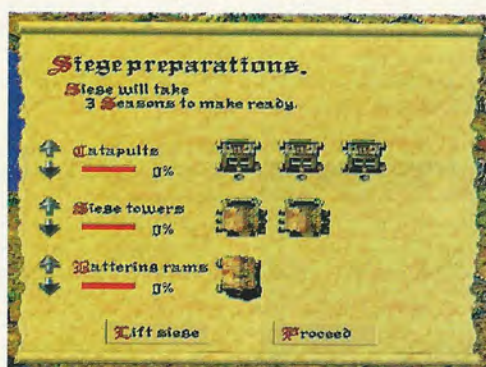 Siege preparations.
Siege will take
3 Seasons to make ready.
Catapults
0%
Siege towers
0%
Battering rams
0%
Lift siege
Proceed